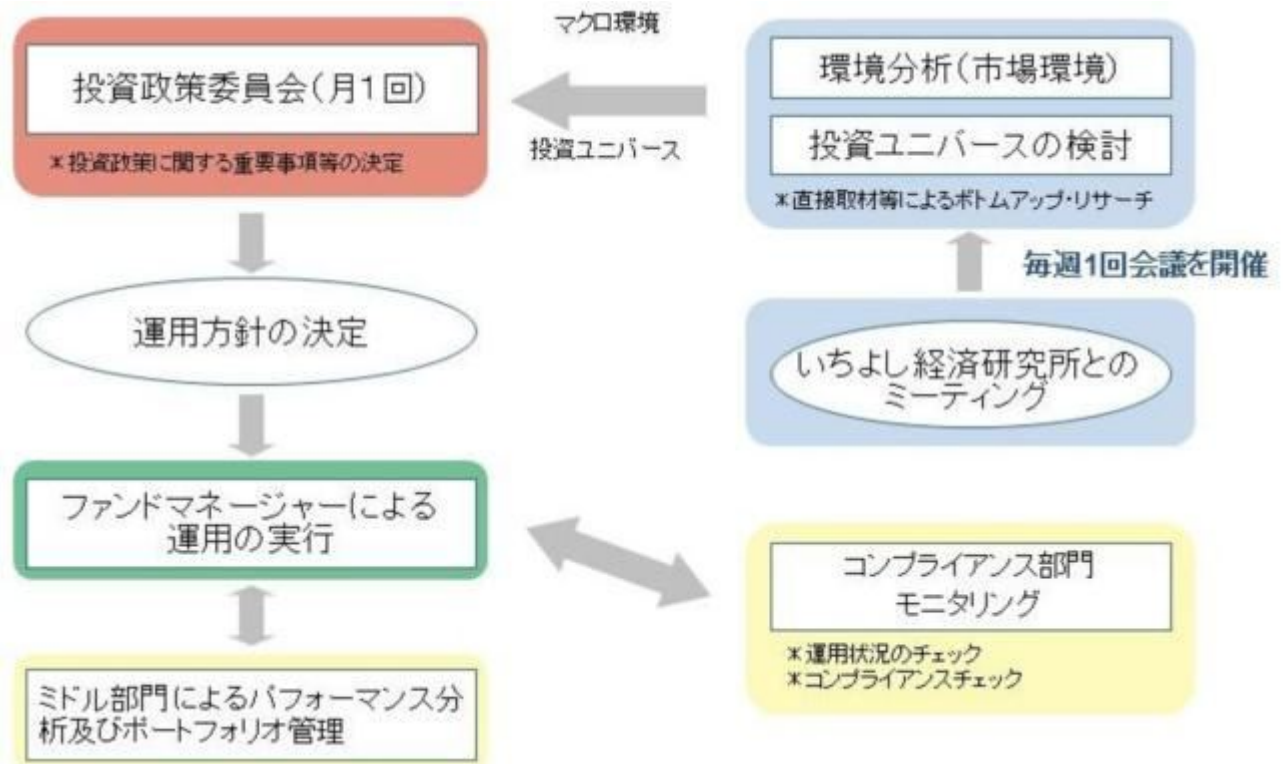 マクロ環境
投資政策委員会(月1回)
*投資政策に関する重要事項等の決定
投資ユニバース
環境分析(市場環境)
投資ユニバースの検討
*直接取材等によるボトムアップ・リサーチ
毎週1回会議を開催
いちよし経済研究所との
ミーティング
運用方針の決定
ファンドマネージャーによる
運用の実行
コンプライアンス部門
モニタリング
*運用状況のチェック
*コンプライアンスチェック
ミドル部門によるパフォーマンス分
析及びポートフォリオ管理